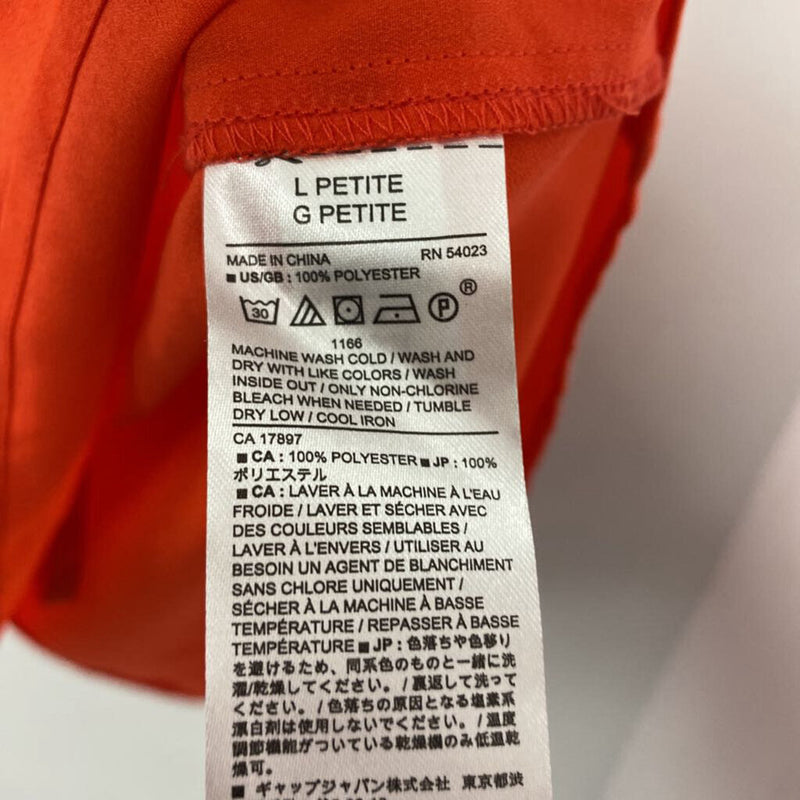 L PETITE
G PETITE
MADE IN CHINA RN 54023
■ US/GB : 100% POLYESTER
30 P ®
1166
MACHINE WASH COLD / WASH AND
DRY WITH LIKE COLORS / WASH
INSIDE OUT / ONLY NON-CHLORINE
BLEACH WHEN NEEDED / TUMBLE
DRY LOW / COOL IRON
CA 17897
■ CA : 100% POLYESTER ■ JP : 100%
ポリエステル
■ CA : LAVER À LA MACHINE À L'EAU
FROIDE / LAVER ET SÉCHER AVEC
DES COULEURS SEMBLABLES /
LAVER À L'ENVERS / UTILISER AU
BESOIN UN AGENT DE BLANCHIMENT
SANS CHLORE UNIQUEMENT /
SÉCHER À LA MACHINE À BASSE
TEMPÉRATURE / REPASSER À BASSE
TEMPÉRATURE ■ JP : 色落ちや色移り
を避けるため、同系色のものと一緒に洗
濯/乾燥してください。/ 裏返して洗って
ください。/ 色落ちの原因となる塩素系
漂白剤は使用しないでください。/ 温度
調節機能がついている乾燥機のみ低温乾
燥可。
■ ギャップジャパン株式会社 東京都渋